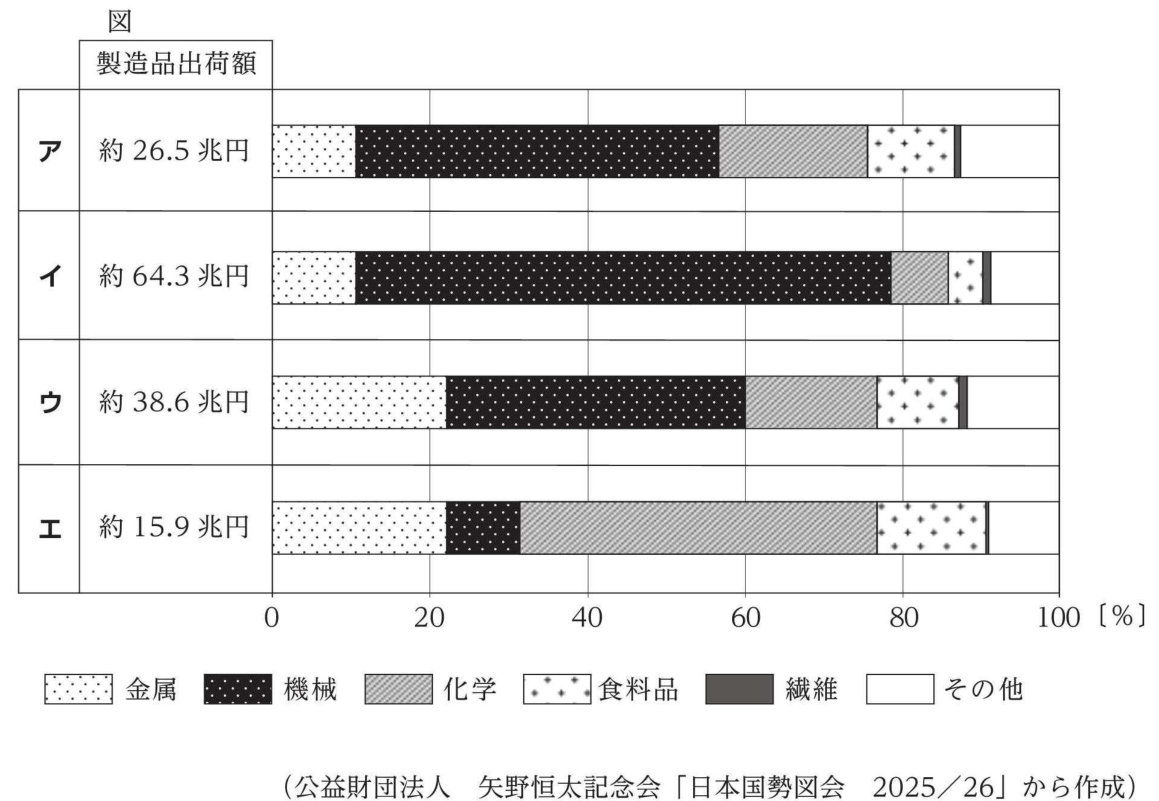 図
製造品出荷額
ア 約 26.5 兆円
イ 約 64.3 兆円
ウ 約 38.6 兆円
エ 約 15.9 兆円
0 20 40 60 80 100 〔%〕
金属 機械 化学 食料品 繊維 その他
(公益財団法人 矢野恒太記念会「日本国勢図会 2025/26」から作成)